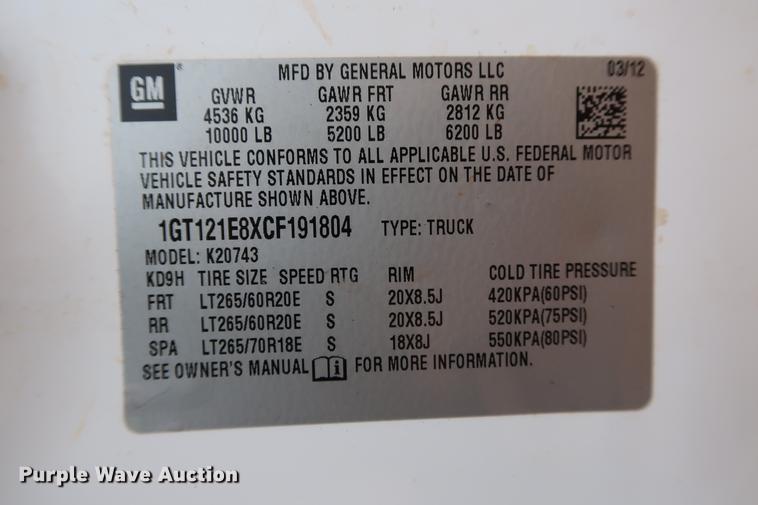 GM ®
MFD BY GENERAL MOTORS LLC 03/12
GVWR GAWR FRT GAWR RR
4536 KG 2359 KG 2812 KG
10000 LB 5200 LB 6200 LB
THIS VEHICLE CONFORMS TO ALL APPLICABLE U.S. FEDERAL MOTOR
VEHICLE SAFETY STANDARDS IN EFFECT ON THE DATE OF
MANUFACTURE SHOWN ABOVE.
1GT121E8XCF191804 TYPE: TRUCK
MODEL: K20743
KD9H TIRE SIZE SPEED RTG RIM COLD TIRE PRESSURE
FRT LT265/60R20E S 20X8.5J 420KPA(60PSI)
RR LT265/60R20E S 20X8.5J 520KPA(75PSI)
SPA LT265/70R18E S 18X8J 550KPA(80PSI)
SEE OWNER'S MANUAL i FOR MORE INFORMATION.
Purple Wave Auction